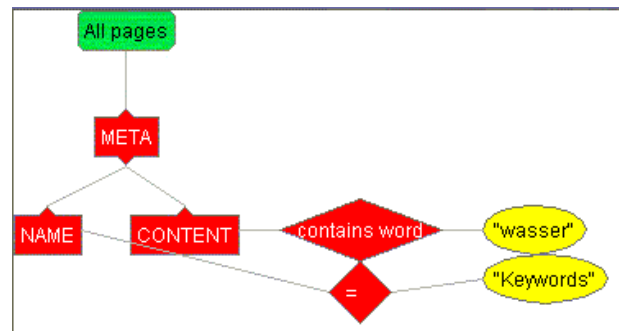 All pages
META
NAME
CONTENT
contains word
"wasser"
=
"Keywords"